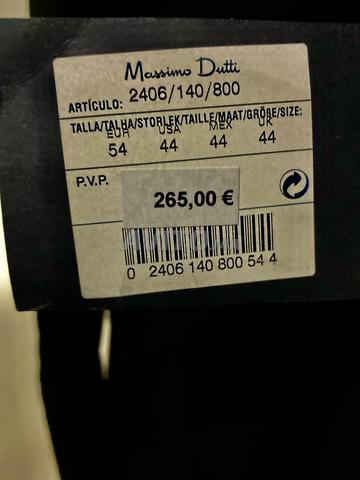 Massimo Dutti
ARTÍCULO: 2406/140/800
TALLA/TALHA/STORLEK/TAILLE/MAAT/GRÖßE/SIZE:
EUR USA MEX UK
54 44 44 44
P.V.P. 265,00 €
0 2406 140 800 54 4